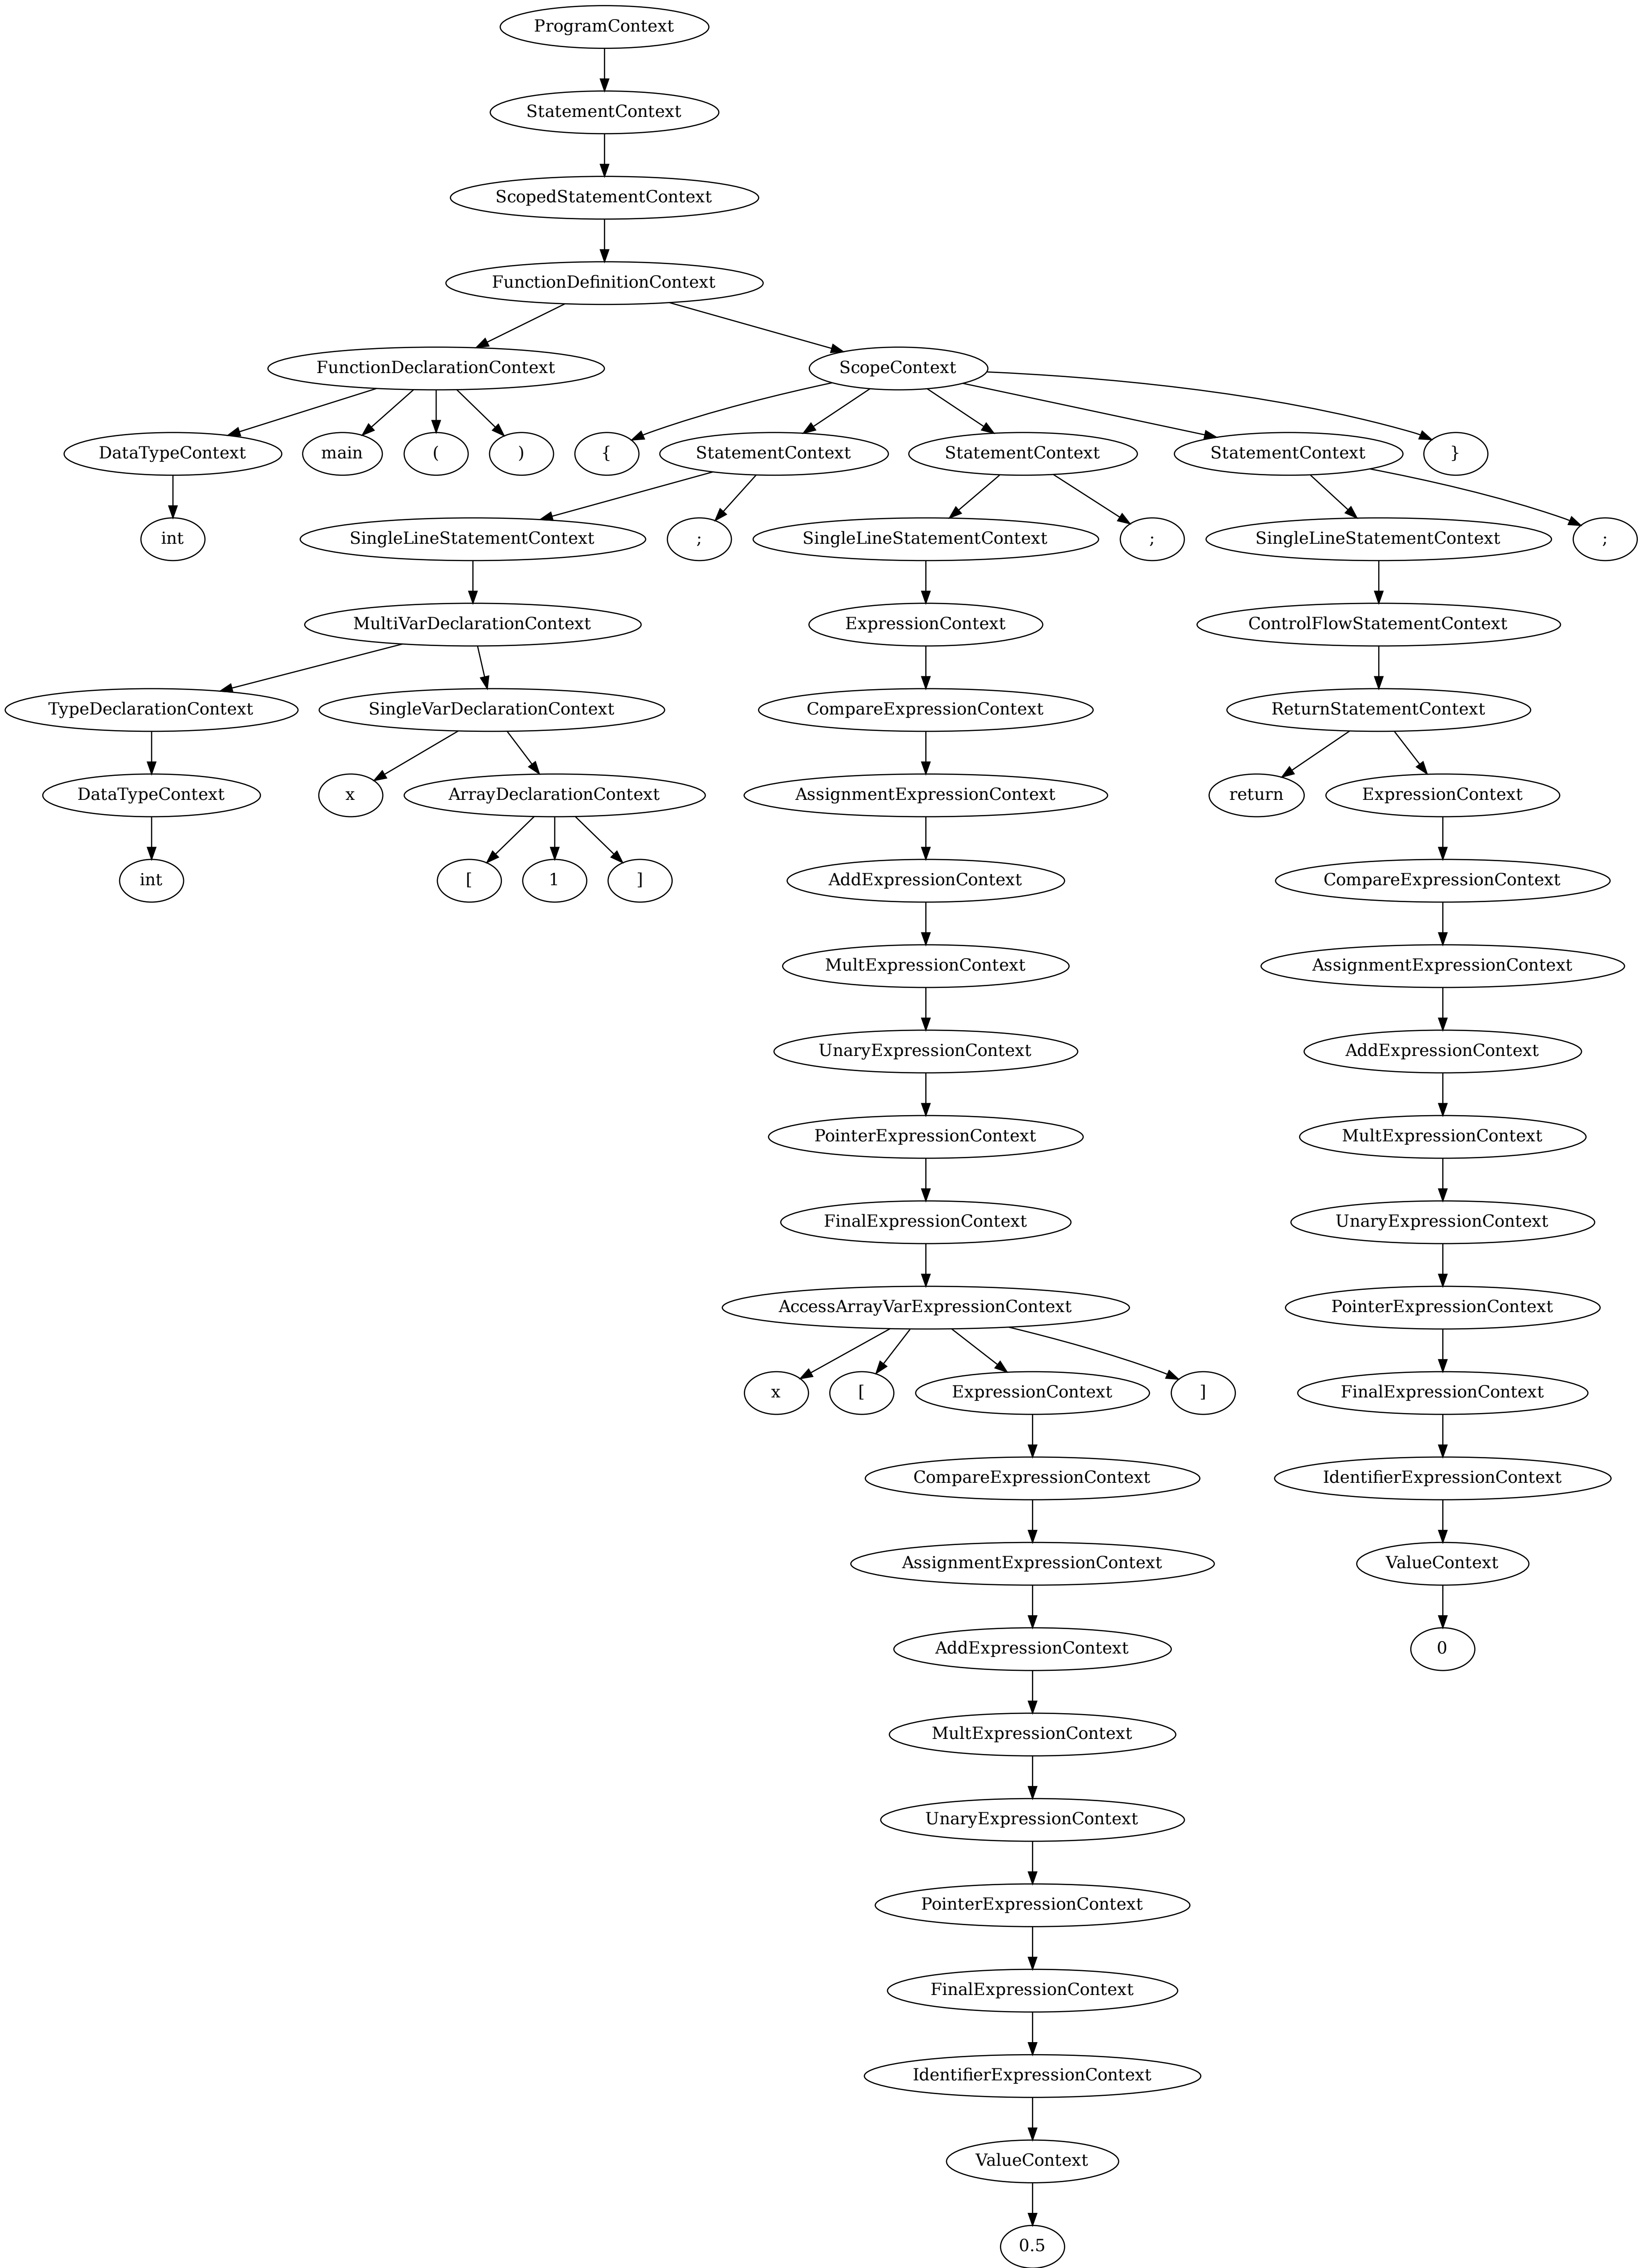 ProgramContext
StatementContext
ScopedStatementContext
FunctionDefinitionContext
FunctionDeclarationContext
ScopeContext
DataTypeContext
main
(
)
{
StatementContext
StatementContext
StatementContext
}
int
SingleLineStatementContext
;
SingleLineStatementContext
;
SingleLineStatementContext
;
MultiVarDeclarationContext
ExpressionContext
ControlFlowStatementContext
TypeDeclarationContext
SingleVarDeclarationContext
CompareExpressionContext
ReturnStatementContext
DataTypeContext
x
ArrayDeclarationContext
AssignmentExpressionContext
return
ExpressionContext
int
[
1
]
AddExpressionContext
CompareExpressionContext
MultExpressionContext
AssignmentExpressionContext
UnaryExpressionContext
AddExpressionContext
PointerExpressionContext
MultExpressionContext
FinalExpressionContext
UnaryExpressionContext
AccessArrayVarExpressionContext
PointerExpressionContext
x
[
ExpressionContext
]
FinalExpressionContext
CompareExpressionContext
IdentifierExpressionContext
AssignmentExpressionContext
ValueContext
AddExpressionContext
0
MultExpressionContext
UnaryExpressionContext
PointerExpressionContext
FinalExpressionContext
IdentifierExpressionContext
ValueContext
0.5